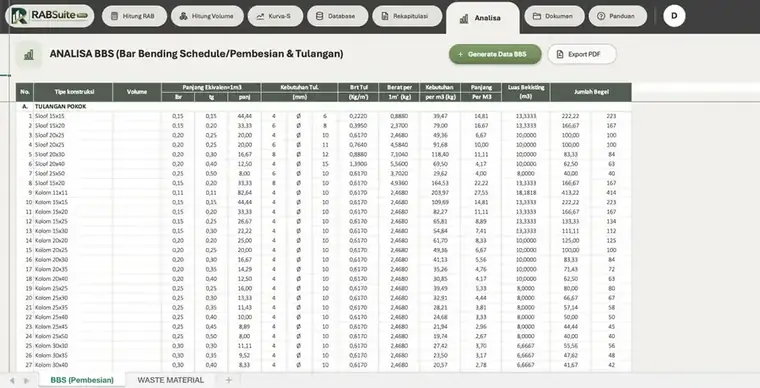 RABSuite
Hitung RAB
Hitung Volume
Kurva-S
Database
Rekapitulasi
Analisa
Dokumen
Panduan
D
ANALISA BBS (Bar Bending Schedule/Pembesian & Tulangan)
+ Generate Data BBS
Export PDF
No. Tipe konstruksi Volume Panjang Ekivalen=1m3 Kebutuhan Tul. Brt Tul Berat per Kebutuhan Panjang Luas Bekisting Jumlah Begel
Br tg panj (mm) (Kg/m') 1m' (kg) per m3 (kg) Per M3 (m3)
A. TULANGAN POKOK
1 Sloof 15x15 0,15 0,15 44,44 4 Ø 6 0,2220 0,8880 39,47 14,81 13,3333 222,22 223
2 Sloof 15x20 0,15 0,20 33,33 6 Ø 8 0,3950 2,3700 79,00 16,67 13,3333 166,67 167
3 Sloof 20x25 0,20 0,25 20,00 4 Ø 10 0,6170 2,4680 49,36 6,67 10,0000 100,00 100
4 Sloof 20x25 0,20 0,25 20,00 6 Ø 11 0,7640 4,5840 91,68 10,00 10,0000 100,00 100
5 Sloof 20x30 0,20 0,30 16,67 8 Ø 12 0,8880 7,1040 118,40 11,11 10,0000 83,33 84
6 Sloof 20x40 0,20 0,40 12,50 4 Ø 15 1,3900 5,5600 69,50 4,17 10,0000 62,50 63
7 Sloof 25x50 0,25 0,50 8,00 6 Ø 10 0,6170 3,7020 29,62 4,00 8,0000 40,00 40
8 Sloof 15x20 0,15 0,20 33,33 8 Ø 10 0,6170 4,9360 164,53 22,22 13,3333 166,67 167
9 Kolom 11x11 0,11 0,11 82,64 4 Ø 10 0,6170 2,4680 203,97 27,55 18,1818 413,22 414
10 Kolom 15x15 0,15 0,15 44,44 4 Ø 10 0,6170 2,4680 109,69 14,81 13,3333 222,22 223
11 Kolom 15x20 0,15 0,20 33,33 4 Ø 10 0,6170 2,4680 82,27 11,11 13,3333 166,67 167
12 Kolom 15x25 0,15 0,25 26,67 4 Ø 10 0,6170 2,4680 65,81 8,89 13,3333 133,33 134
13 Kolom 15x30 0,15 0,30 22,22 4 Ø 10 0,6170 2,4680 54,84 7,41 13,3333 111,11 112
14 Kolom 20x20 0,20 0,20 25,00 4 Ø 10 0,6170 2,4680 61,70 8,33 10,0000 125,00 125
15 Kolom 20x25 0,20 0,25 20,00 4 Ø 10 0,6170 2,4680 49,36 6,67 10,0000 100,00 100
16 Kolom 20x30 0,20 0,30 16,67 4 Ø 10 0,6170 2,4680 41,13 5,56 10,0000 83,33 84
17 Kolom 20x35 0,20 0,35 14,29 4 Ø 10 0,6170 2,4680 35,26 4,76 10,0000 71,43 72
18 Kolom 20x40 0,20 0,40 12,50 4 Ø 10 0,6170 2,4680 30,85 4,17 10,0000 62,50 63
19 Kolom 25x25 0,25 0,25 16,00 4 Ø 10 0,6170 2,4680 39,49 5,33 8,0000 80,00 80
20 Kolom 25x30 0,25 0,30 13,33 4 Ø 10 0,6170 2,4680 32,91 4,44 8,0000 66,67 67
21 Kolom 25x35 0,25 0,35 11,43 4 Ø 10 0,6170 2,4680 28,21 3,81 8,0000 57,14 58
22 Kolom 25x40 0,25 0,40 10,00 4 Ø 10 0,6170 2,4680 24,68 3,33 8,0000 50,00 50
23 Kolom 25x45 0,25 0,45 8,89 4 Ø 10 0,6170 2,4680 21,94 2,96 8,0000 44,44 45
24 Kolom 25x50 0,25 0,50 8,00 4 Ø 10 0,6170 2,4680 19,74 2,67 8,0000 40,00 40
25 Kolom 30x30 0,30 0,30 11,11 4 Ø 10 0,6170 2,4680 27,42 3,70 6,6667 55,56 56
26 Kolom 30x35 0,30 0,35 9,52 4 Ø 10 0,6170 2,4680 23,50 3,17 6,6667 47,62 48
27 Kolom 30x40 0,30 0,40 8,33 4 Ø 10 0,6170 2,4680 20,57 2,78 6,6667 41,67 42
BBS (Pembesian) WASTE MATERIAL +